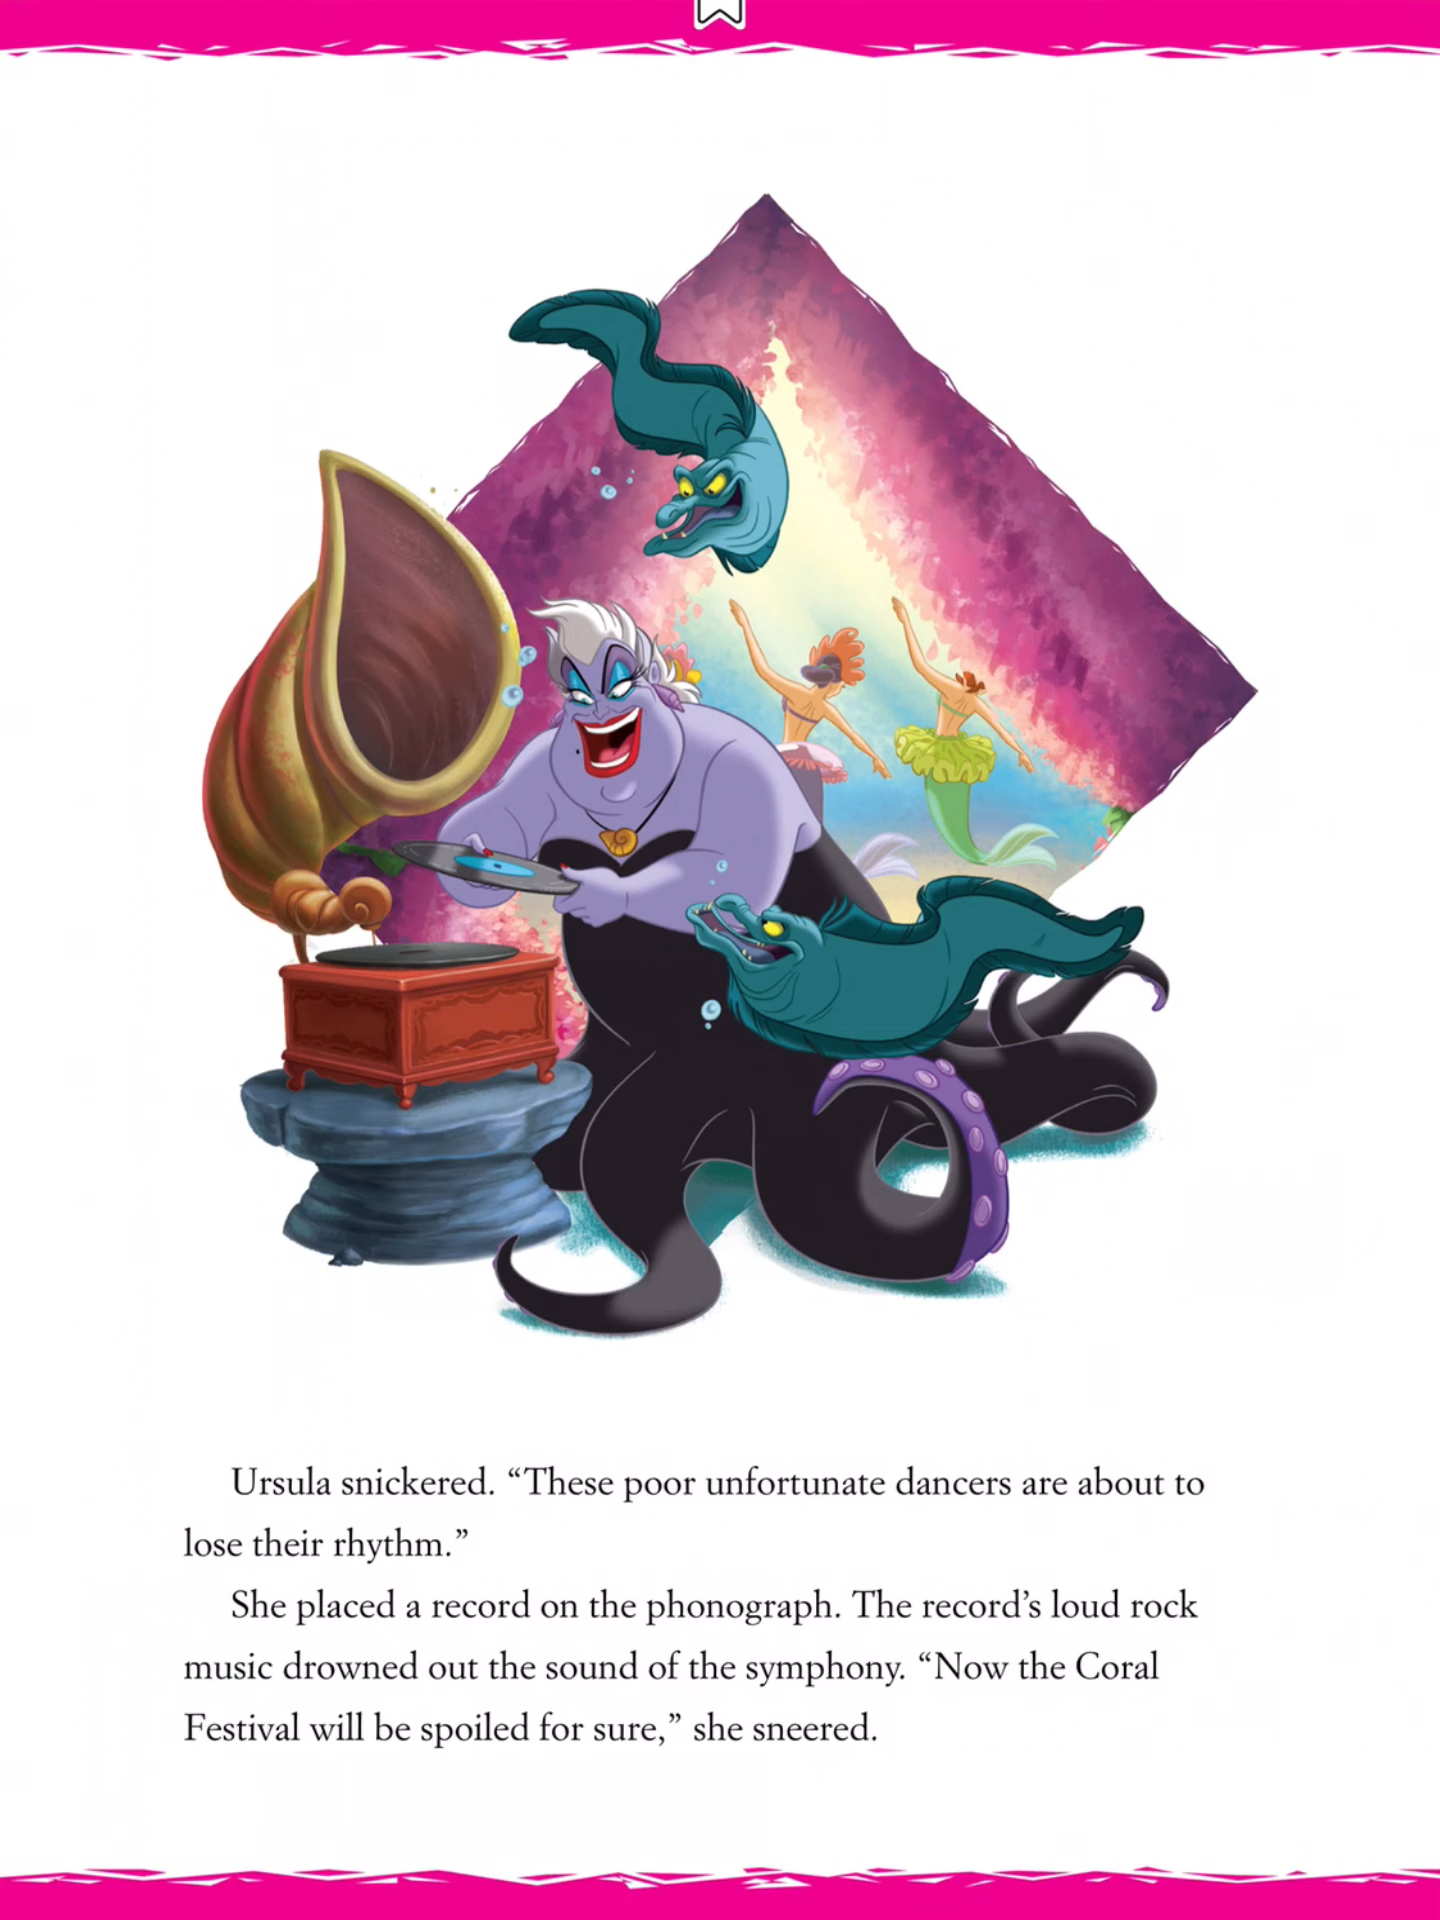 Ursula snickered. “These poor unfortunate dancers are about to
lose their rhythm.”
She placed a record on the phonograph. The record’s loud rock
music drowned out the sound of the symphony. “Now the Coral
Festival will be spoiled for sure,” she sneered.